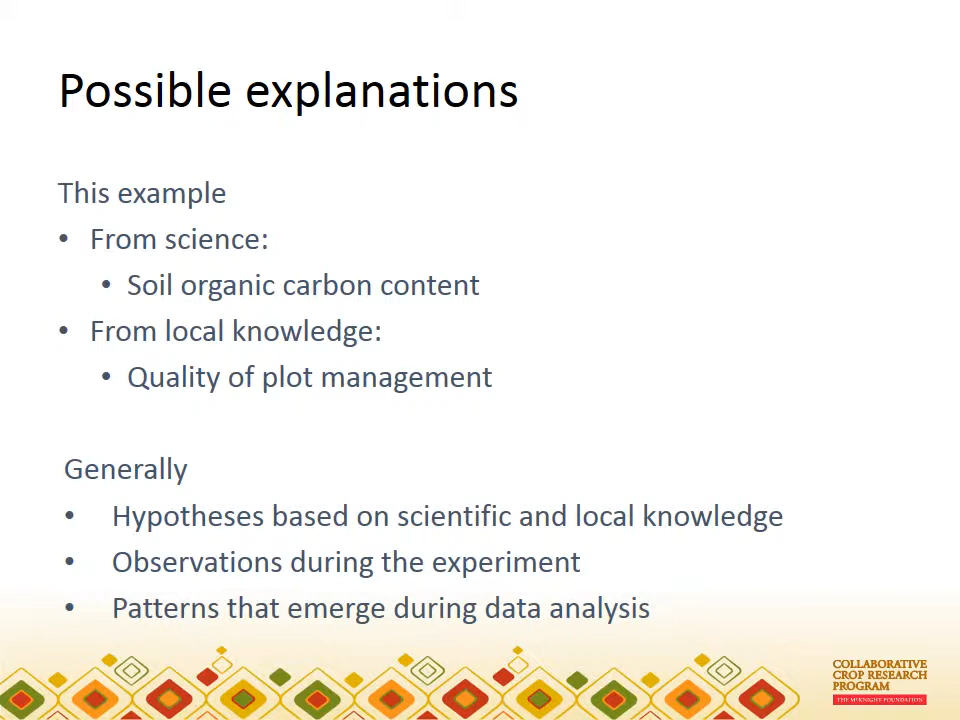 Possible explanations
This example
• From science:
• Soil organic carbon content
• From local knowledge:
• Quality of plot management
Generally
• Hypotheses based on scientific and local knowledge
• Observations during the experiment
• Patterns that emerge during data analysis
COLLABORATIVE
CROP RESEARCH
PROGRAM
THE McKNIGHT FOUNDATION